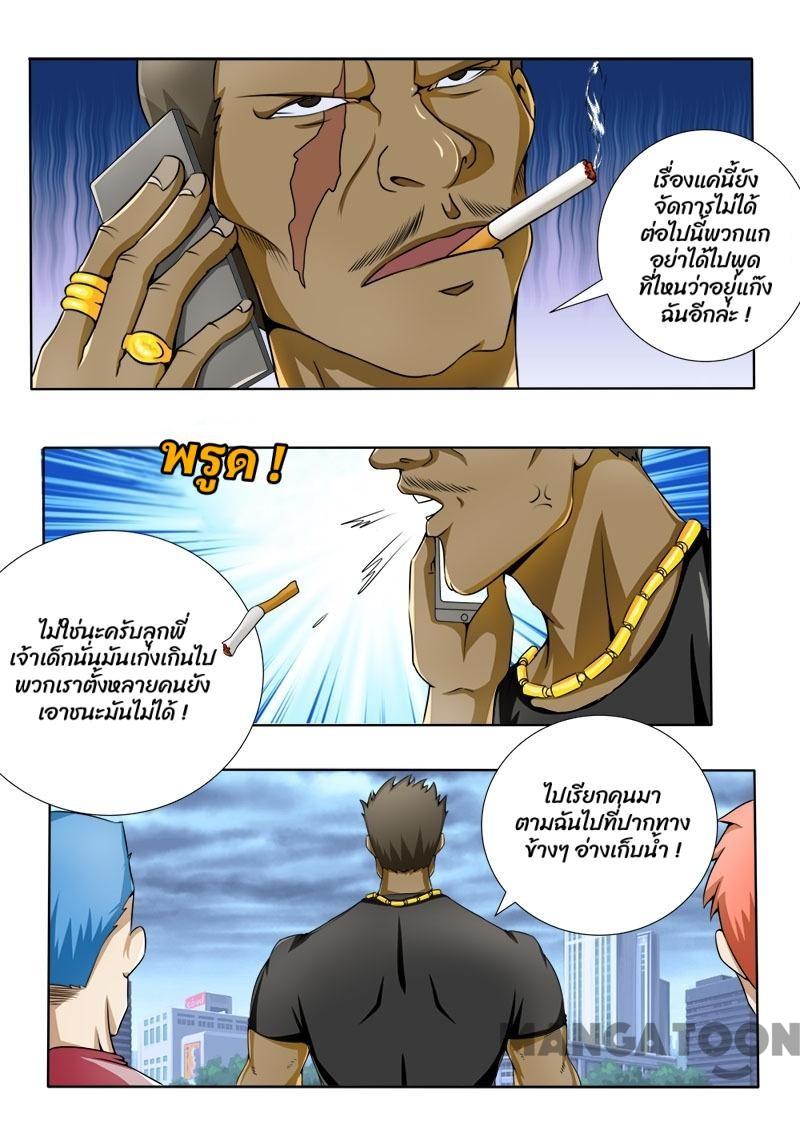 เรื่องแค่นี้ยัง
จัดการไม่ได้
ต่อไปนี้พวกแก
อย่าได้ไปพูด
ที่ไหนว่าอยู่แก๊ง
ฉันอีกล่ะ !
พรูด !
ไม่ใช่นะครับลูกพี่
เจ้าเด็กนั่นมันเก่งเกินไป
พวกเราตั้งหลายคนยัง
เอาชนะมันไม่ได้ !
ไปเรียกคนมา
ตามฉันไปที่ปากทาง
ข้างๆ อ่างเก็บน้ำ !
MANGATOON